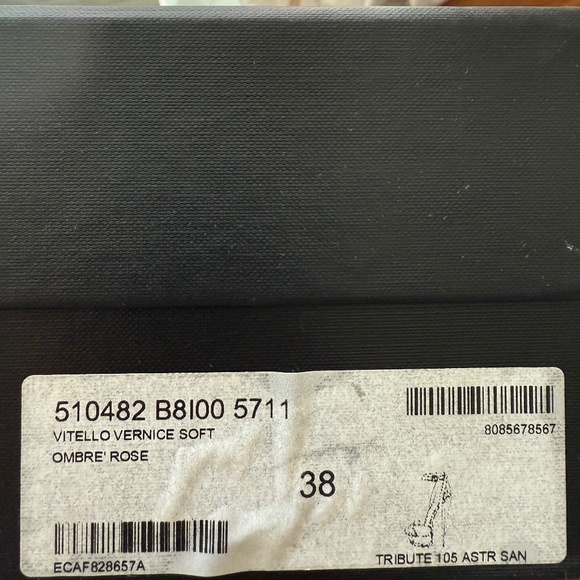 510482 B8I00 5711
VITELLO VERNICE SOFT
OMBRE' ROSE
8085678567
38
ECAF828657A
TRIBUTE 105 ASTR SAN